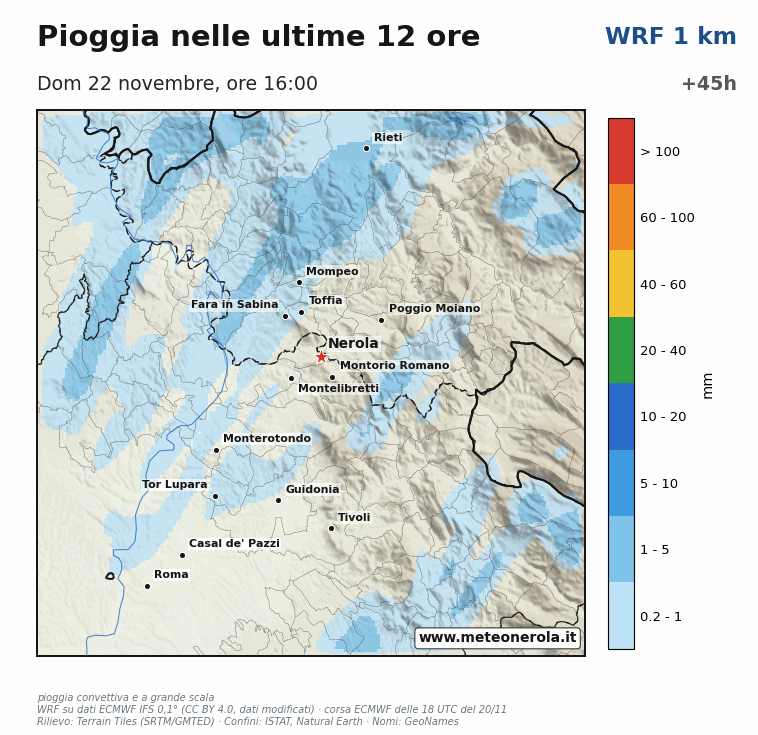 Pioggia nelle ultime 12 ore
WRF 1 km
Dom 22 novembre, ore 16:00
+45h
Rieti
> 100
60 - 100
40 - 60
20 - 40
10 - 20
5 - 10
1 - 5
0.2 - 1
mm
Mompeo
Fara in Sabina
Toffia
Poggio Moiano
Nerola
Montorio Romano
Montelibretti
Monterotondo
Tor Lupara
Guidonia
Tivoli
Casal de' Pazzi
Roma
www.meteonerola.it
pioggia convettiva e a grande scala
WRF su dati ECMWF IFS 0,1° (CC BY 4.0, dati modificati) · corsa ECMWF delle 18 UTC del 20/11
Rilievo: Terrain Tiles (SRTM/GMTED) · Confini: ISTAT, Natural Earth · Nomi: GeoNames